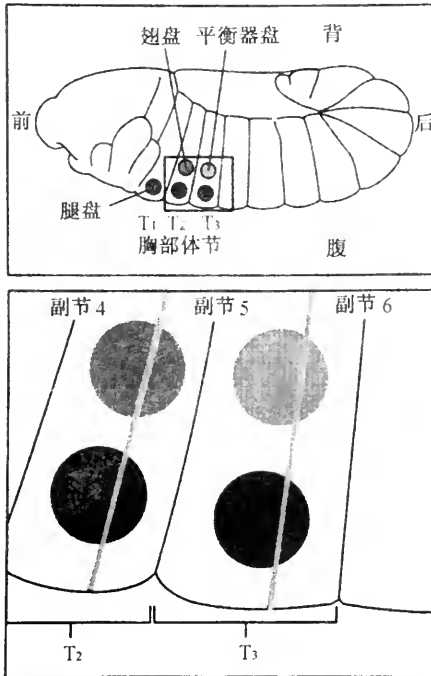 翅盘 平衡器盘 背
前
后
腿盘
T1 T2 T3
胸部体节
腹
副节4 副节5 副节6
T2 T3